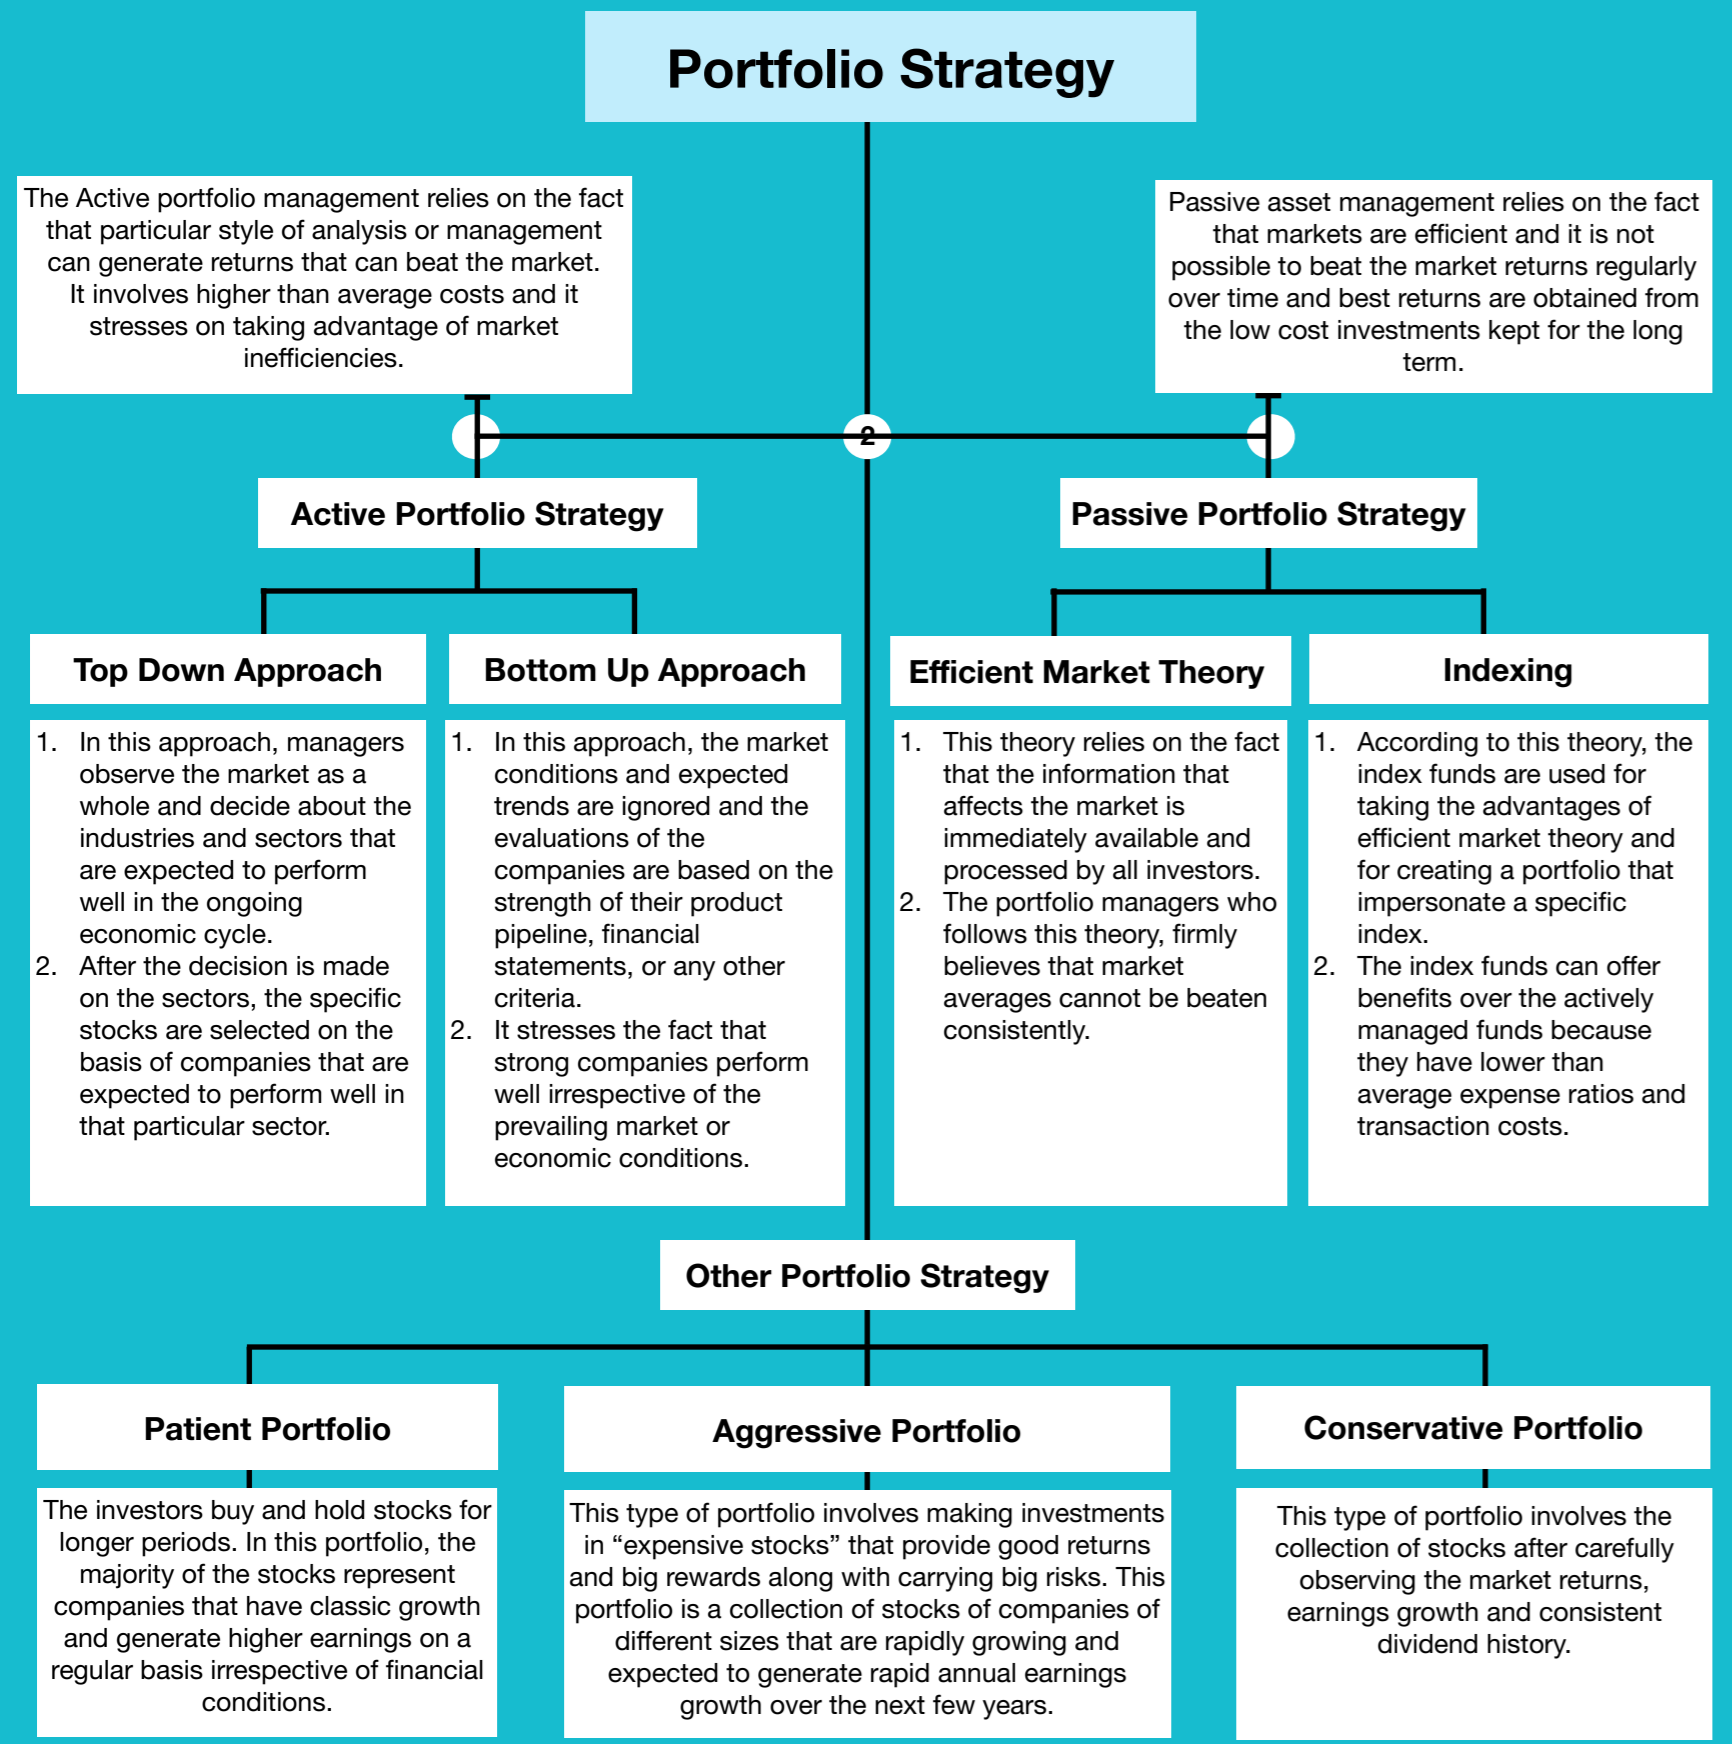 Portfolio Strategy
The Active portfolio management relies on the fact
that particular style of analysis or management
can generate returns that can beat the market.
It involves higher than average costs and it
stresses on taking advantage of market
inefficiencies.
Passive asset management relies on the fact
that markets are efficient and it is not
possible to beat the market returns regularly
over time and best returns are obtained from
the low cost investments kept for the long
term.
2
Active Portfolio Strategy
Passive Portfolio Strategy
Top Down Approach
1. In this approach, managers
observe the market as a
whole and decide about the
industries and sectors that
are expected to perform
well in the ongoing
economic cycle.
2. After the decision is made
on the sectors, the specific
stocks are selected on the
basis of companies that are
expected to perform well in
that particular sector.
Bottom Up Approach
1. In this approach, the market
conditions and expected
trends are ignored and the
evaluations of the
companies are based on the
strength of their product
pipeline, financial
statements, or any other
criteria.
2. It stresses the fact that
strong companies perform
well irrespective of the
prevailing market or
economic conditions.
Efficient Market Theory
1. This theory relies on the fact
that the information that
affects the market is
immediately available and
processed by all investors.
2. The portfolio managers who
follows this theory, firmly
believes that market
averages cannot be beaten
consistently.
Indexing
1. According to this theory, the
index funds are used for
taking the advantages of
efficient market theory and
for creating a portfolio that
impersonate a specific
index.
2. The index funds can offer
benefits over the actively
managed funds because
they have lower than
average expense ratios and
transaction costs.
Other Portfolio Strategy
Patient Portfolio
The investors buy and hold stocks for
longer periods. In this portfolio, the
majority of the stocks represent
companies that have classic growth
and generate higher earnings on a
regular basis irrespective of financial
conditions.
Aggressive Portfolio
This type of portfolio involves making investments
in “expensive stocks” that provide good returns
and big rewards along with carrying big risks. This
portfolio is a collection of stocks of companies of
different sizes that are rapidly growing and
expected to generate rapid annual earnings
growth over the next few years.
Conservative Portfolio
This type of portfolio involves the
collection of stocks after carefully
observing the market returns,
earnings growth and consistent
dividend history.